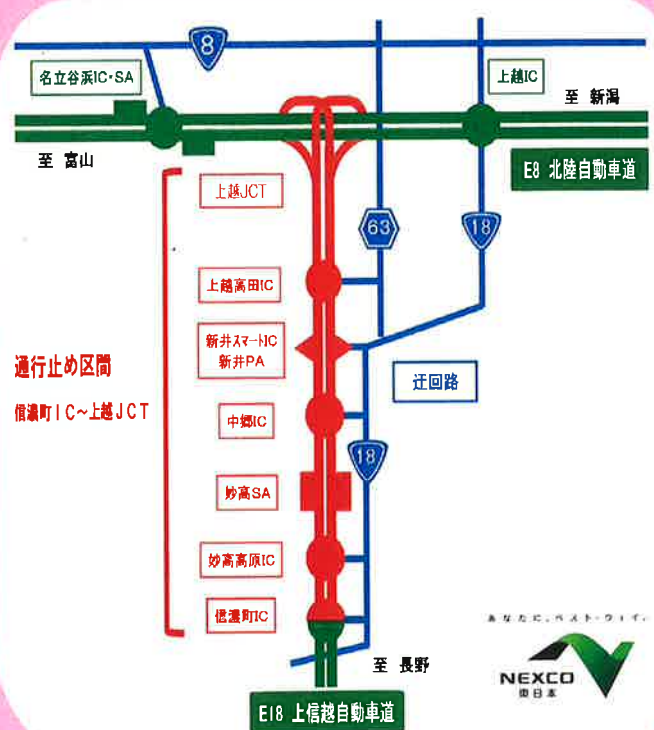 8
名立谷浜IC・SA
上越IC
至 新潟
至 富山
E8 北陸自動車道
上越JCT
63
18
上越高田IC
新井スマートIC
新井PA
通行止め区間
信濃町IC～上越JCT
迂回路
中郷IC
18
妙高SA
妙高高原IC
信濃町IC
至 長野
あなたに、ベスト・ウェイ。
NEXCO
東日本
E18 上信越自動車道